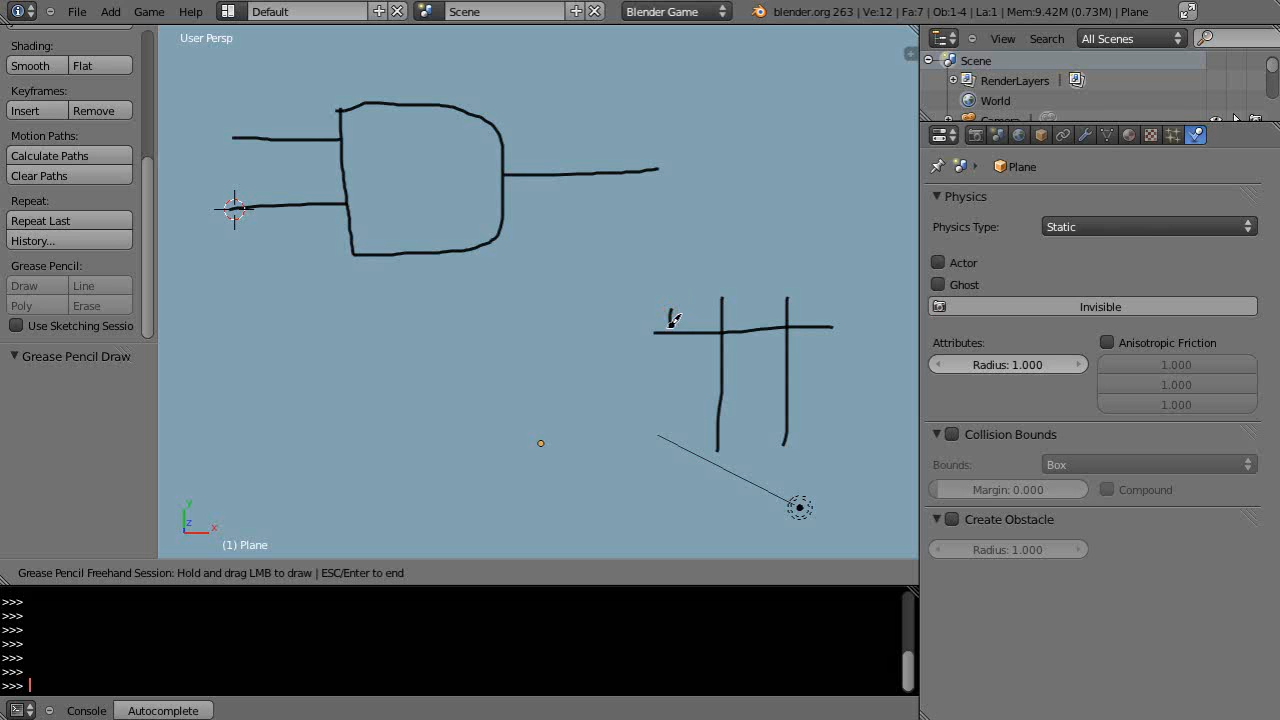 File Add Game Help Default Scene Blender Game blender.org 263 | Ve:12 | Fa:7 | Ob:1-4 | La:1 | Mem:9.42M (0.73M) | Plane
Shading:
Smooth Flat
Keyframes:
Insert Remove
Motion Paths:
Calculate Paths
Clear Paths
Repeat:
Repeat Last
History...
Grease Pencil:
Draw Line
Poly Erase
Use Sketching Sessio
Grease Pencil Draw
User Persp
y
z
x
(1) Plane
Grease Pencil Freehand Session: Hold and drag LMB to draw | ESC/Enter to end
View Search All Scenes
Scene
RenderLayers
World
Camera
Plane
Physics
Physics Type: Static
Actor
Ghost
Invisible
Attributes: Anisotropic Friction
Radius: 1.000 1.000
1.000
1.000
Collision Bounds
Bounds: Box
Margin: 0.000 Compound
Create Obstacle
Radius: 1.000
>>>
>>>
>>>
>>>
>>>
>>>
>>>
Console Autocomplete